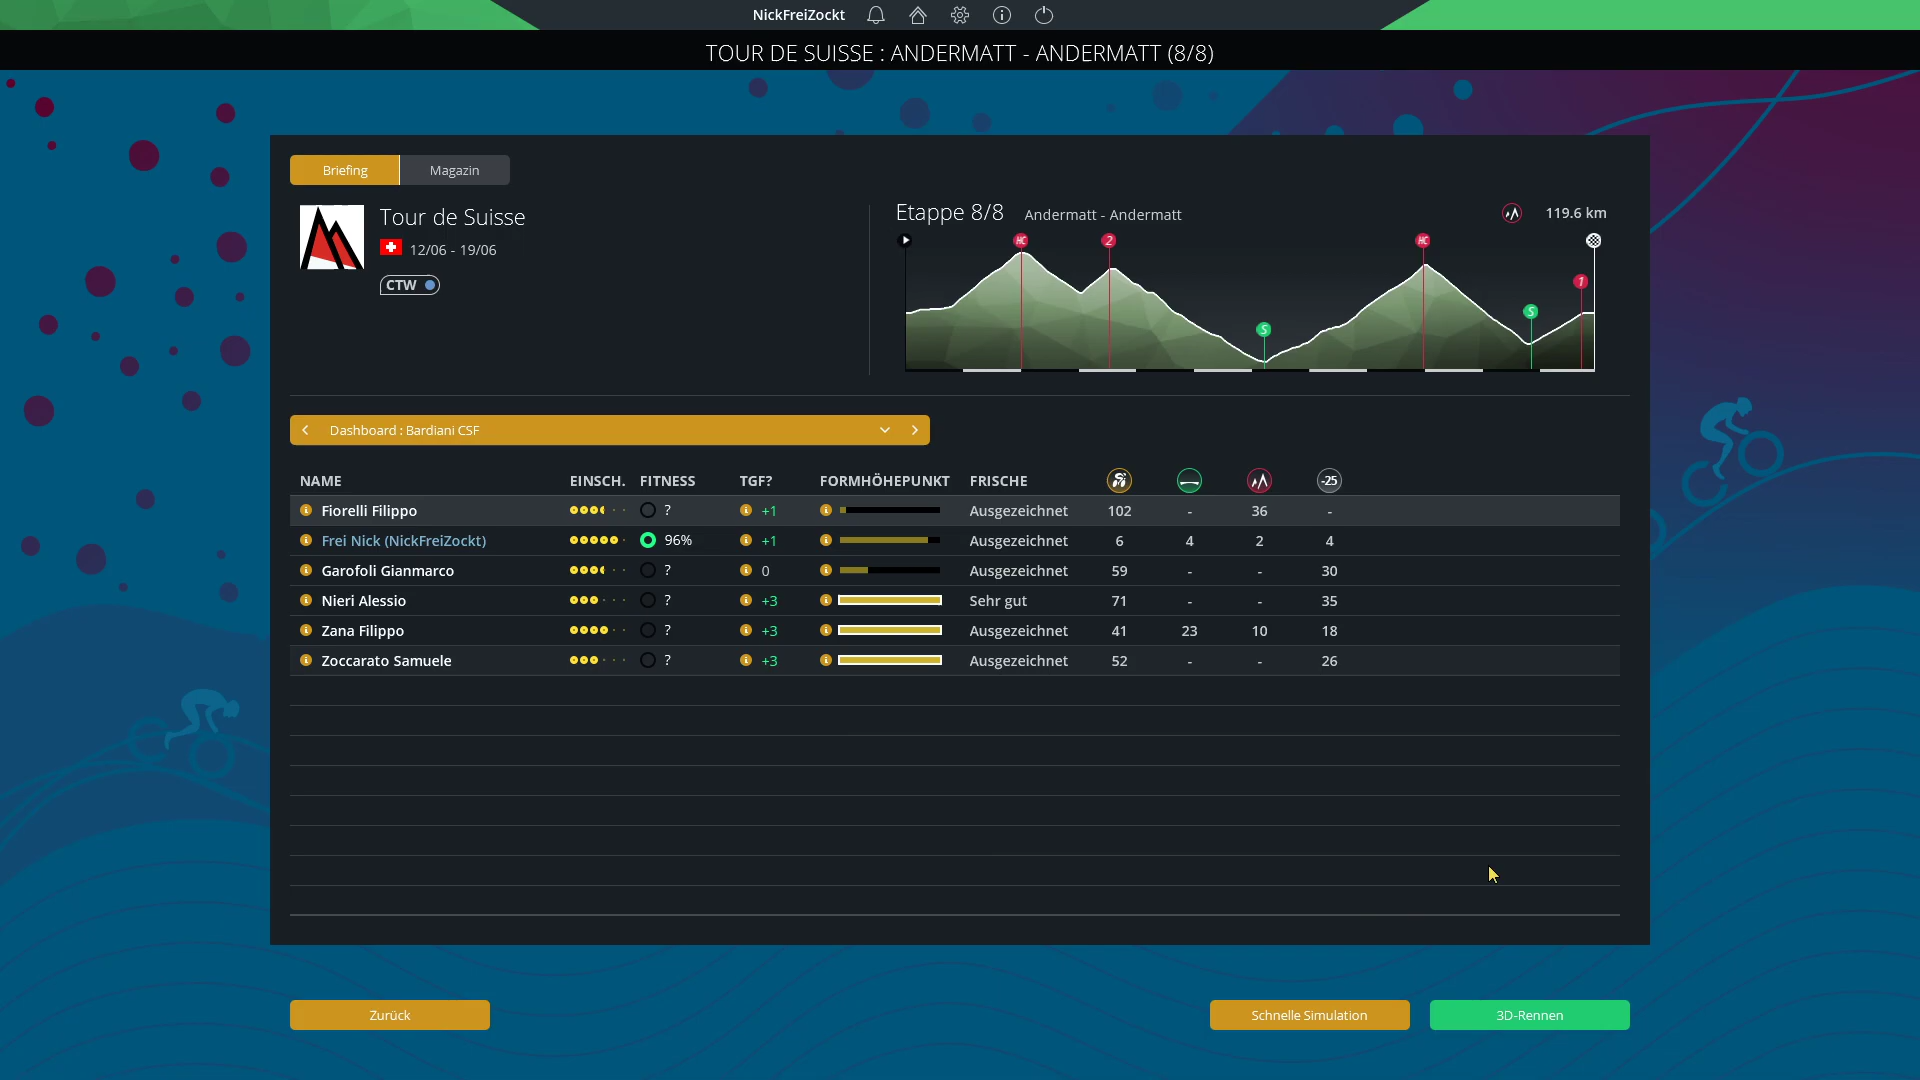 NickFreiZockt
TOUR DE SUISSE : ANDERMATT - ANDERMATT (8/8)
Briefing Magazin
Tour de Suisse
12/06 - 19/06
CTW
Etappe 8/8 Andermatt - Andermatt 119.6 km
HC 2 HC
1
S
S
Dashboard : Bardiani CSF
NAME EINSCH. FITNESS TGF? FORMHÖHEPUNKT FRISCHE -25
Fiorelli Filippo ? +1 Ausgezeichnet 102 - 36 -
Frei Nick (NickFreiZockt) 96% +1 Ausgezeichnet 6 4 2 4
Garofoli Gianmarco ? 0 Ausgezeichnet 59 - - 30
Nieri Alessio ? +3 Sehr gut 71 - - 35
Zana Filippo ? +3 Ausgezeichnet 41 23 10 18
Zoccarato Samuele ? +3 Ausgezeichnet 52 - - 26
Zurück Schnelle Simulation 3D-Rennen